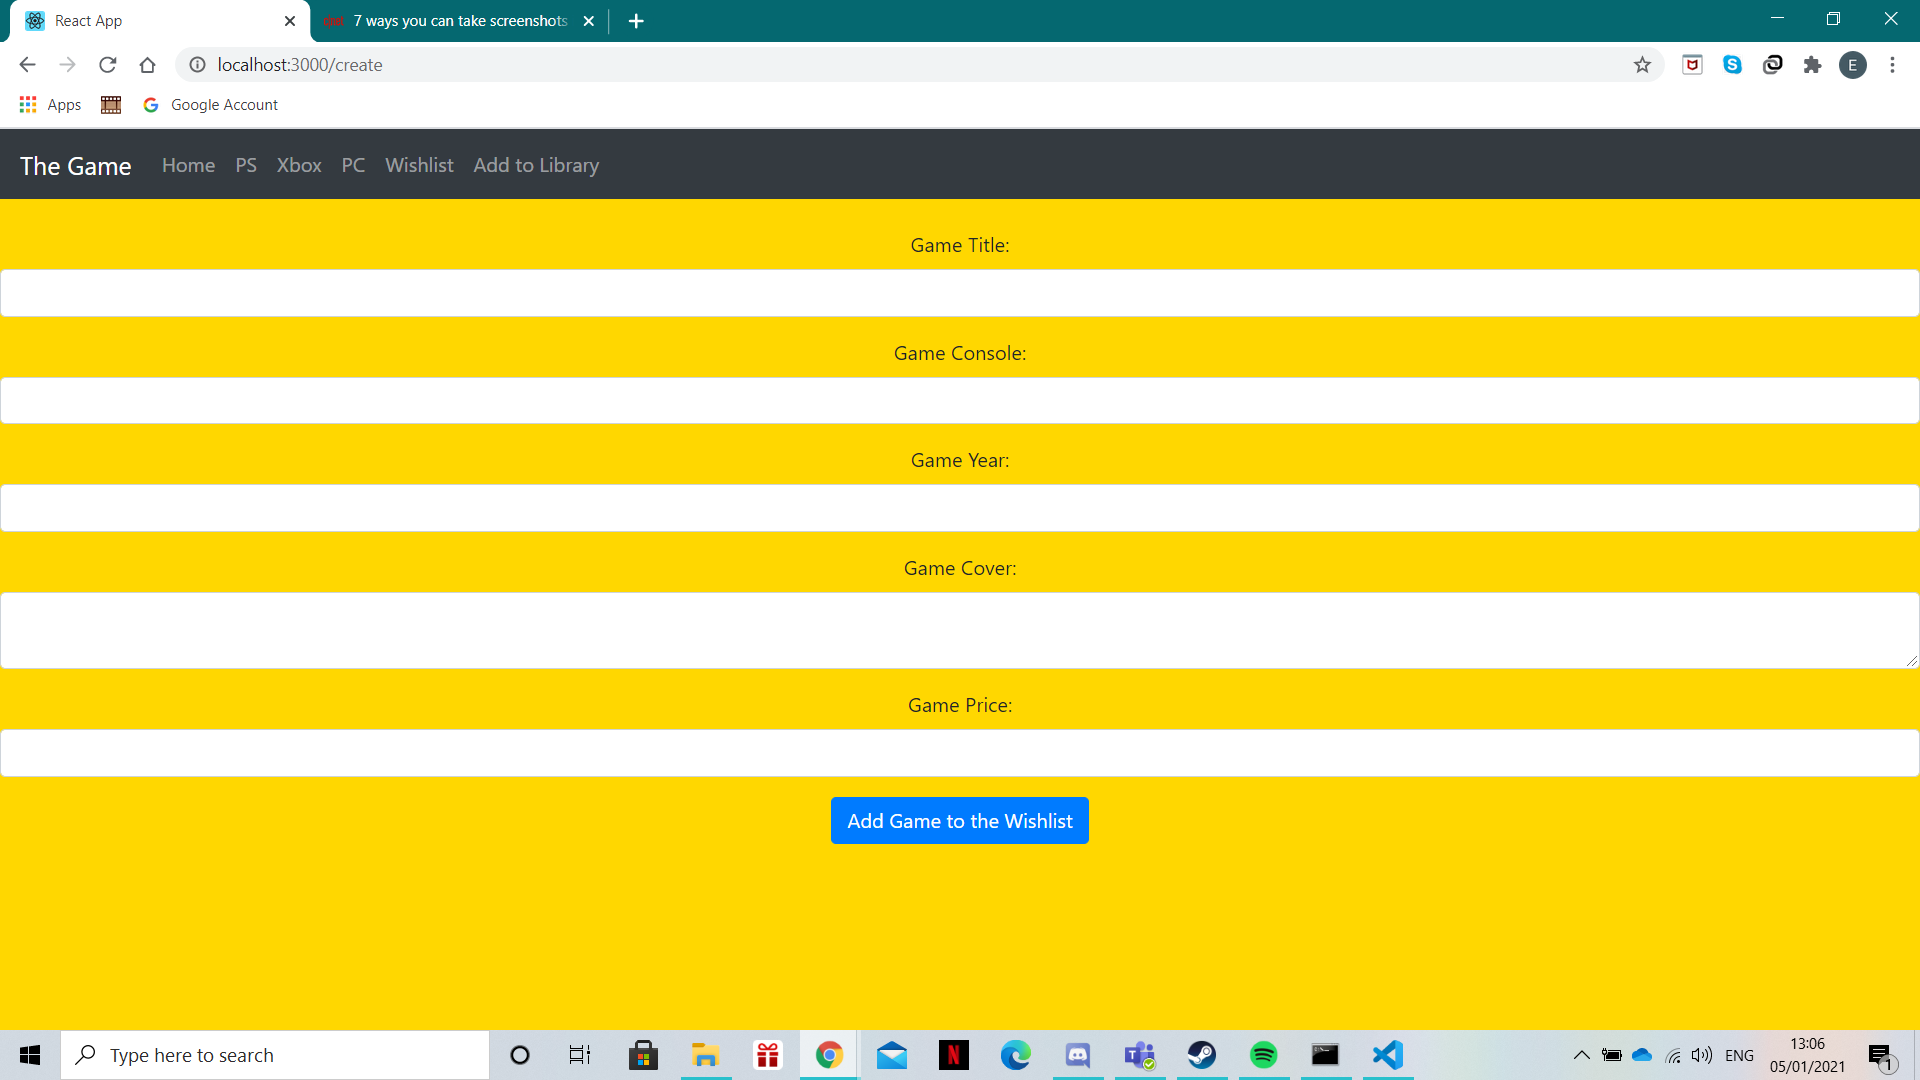 React App
7 ways you can take screenshots
localhost:3000/create
E
Apps
Google Account
The Game Home PS Xbox PC Wishlist Add to Library
Game Title:
Game Console:
Game Year:
Game Cover:
Game Price:
Add Game to the Wishlist
Type here to search
ENG
13:06
05/01/2021
1